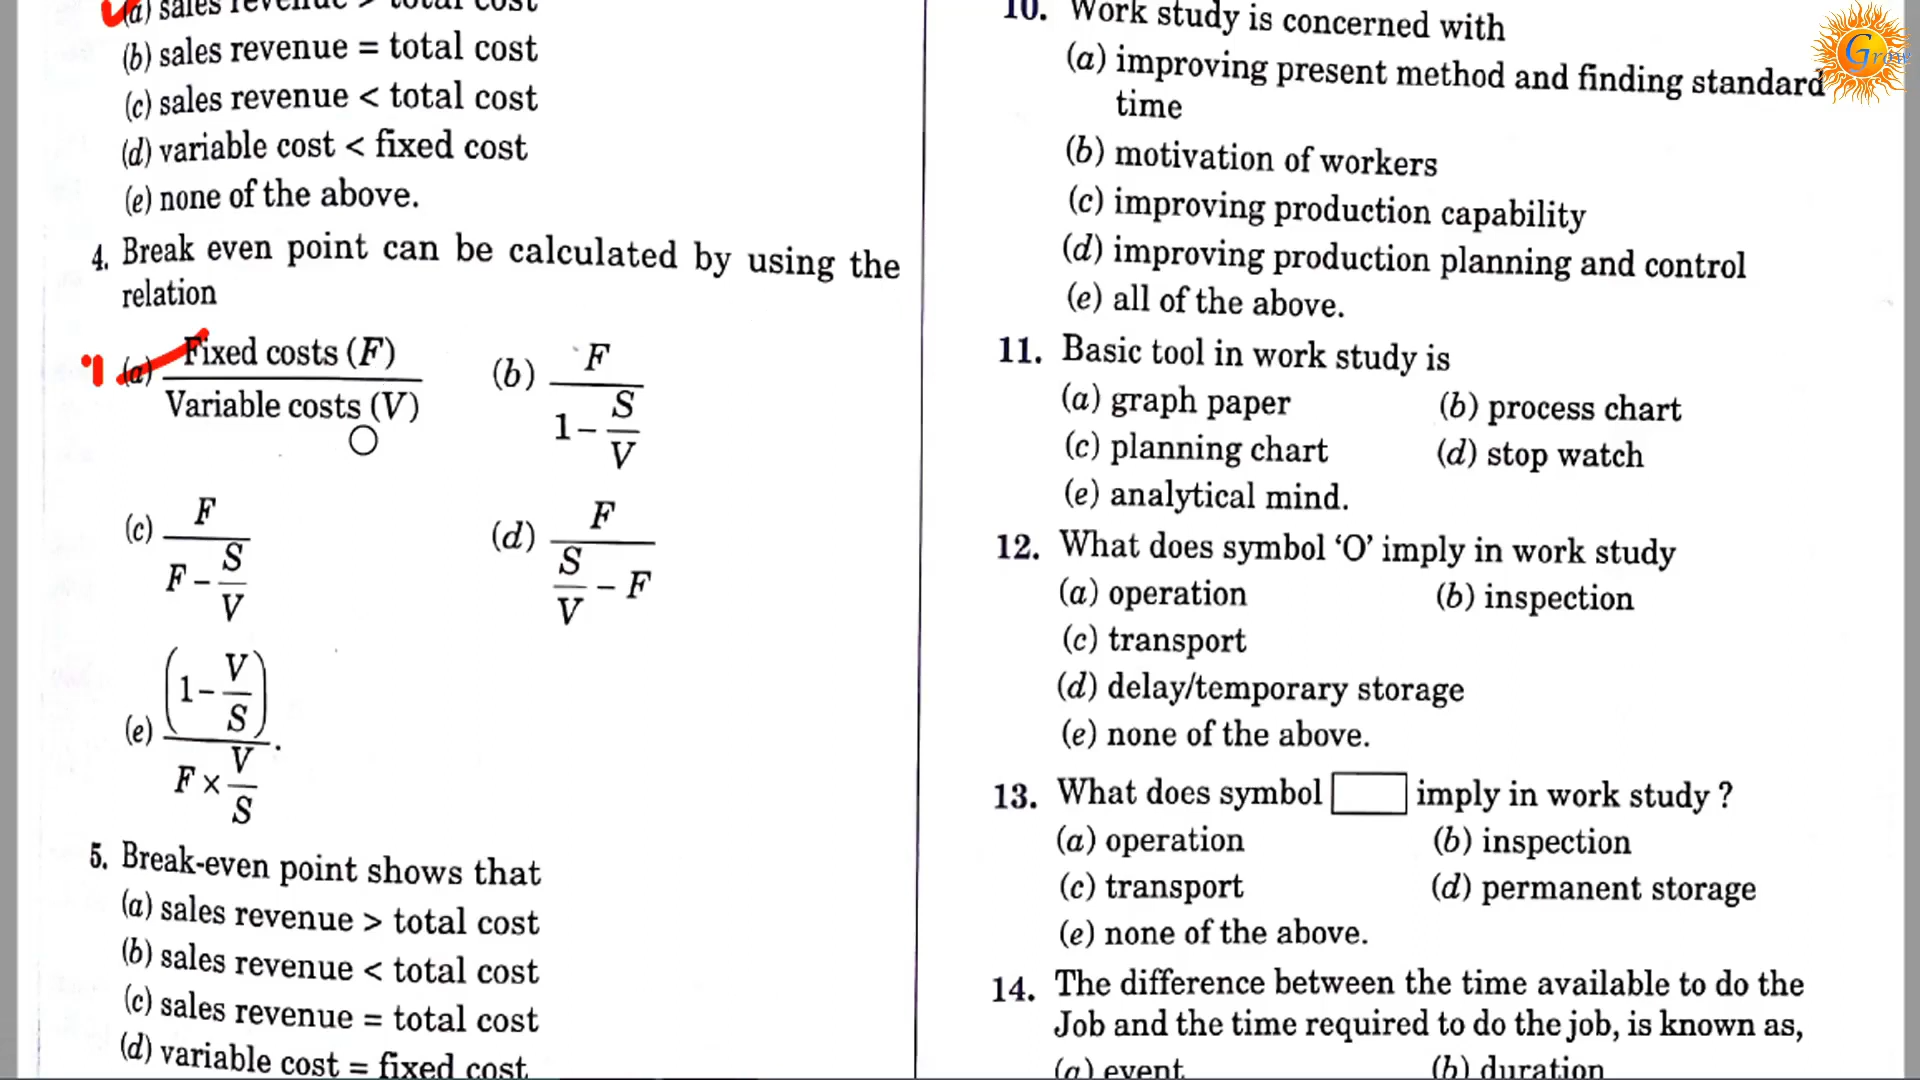 (a) sales revenue > total cost
(b) sales revenue = total cost
(c) sales revenue < total cost
(d) variable cost < fixed cost
(e) none of the above.
4. Break even point can be calculated by using the
relation
(a) Fixed costs (F) / Variable costs (V)
(b) F / 1 – S/V
(c) F / F – S/V
(d) F / S/V – F
(e) (1 – V/S) / F × V/S.
5. Break-even point shows that
(a) sales revenue > total cost
(b) sales revenue < total cost
(c) sales revenue = total cost
(d) variable cost = fixed cost
10. Work study is concerned with
(a) improving present method and finding standard
time
(b) motivation of workers
(c) improving production capability
(d) improving production planning and control
(e) all of the above.
11. Basic tool in work study is
(a) graph paper (b) process chart
(c) planning chart (d) stop watch
(e) analytical mind.
12. What does symbol ‘O’ imply in work study
(a) operation (b) inspection
(c) transport
(d) delay/temporary storage
(e) none of the above.
13. What does symbol imply in work study ?
(a) operation (b) inspection
(c) transport (d) permanent storage
(e) none of the above.
14. The difference between the time available to do the
Job and the time required to do the job, is known as,
(a) event (b) duration
Grow